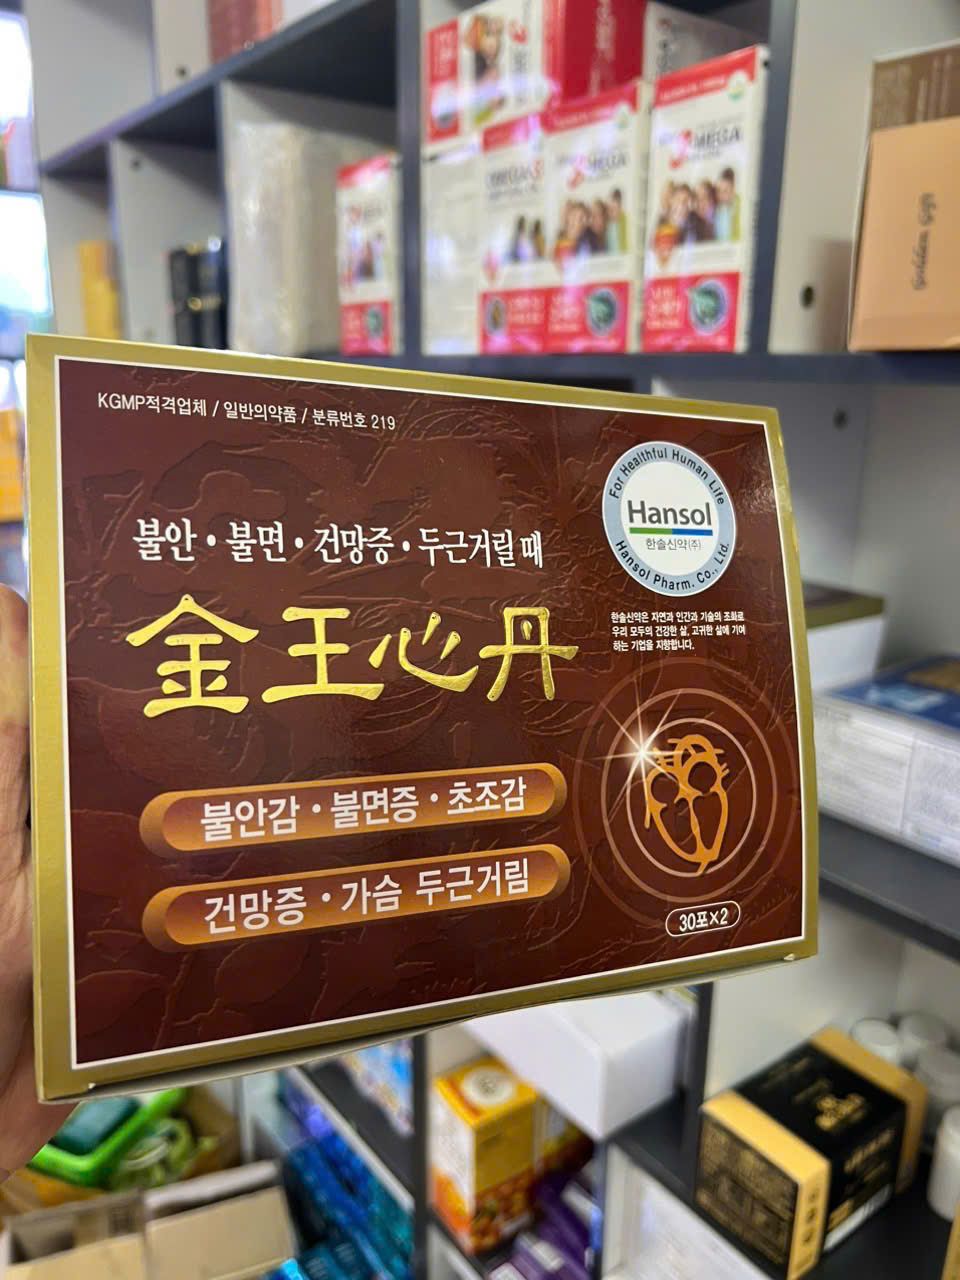 KGMP적격업체 / 일반의약품 / 분류번호 219
For Healthful Human Life
Hansol
한솔신약(주)
Hansol Pharm. Co., Ltd.
불안 · 불면 · 건망증 · 두근거릴 때
한솔신약은 자연과 인간과 기술의 조화로
우리 모두의 건강한 삶, 고귀한 삶에 기여
하는 기업을 지향합니다.
金王心丹
불안감 · 불면증 · 초조감
건망증 · 가슴 두근거림
30포×2
OMEGA-3
MEGA
MEGA